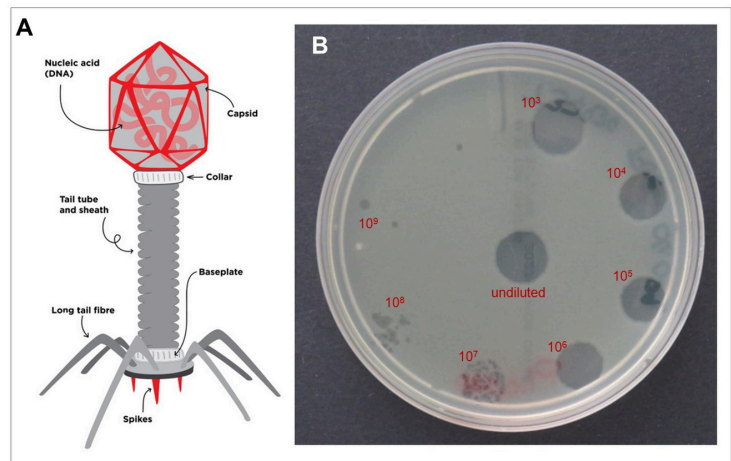 A
Nucleic acid
(DNA)
Capsid
Collar
Tail tube
and sheath
Baseplate
Long tail fibre
Spikes
B
10³
10⁴
10⁹
10⁵
undiluted
10⁸
10⁶
10⁷